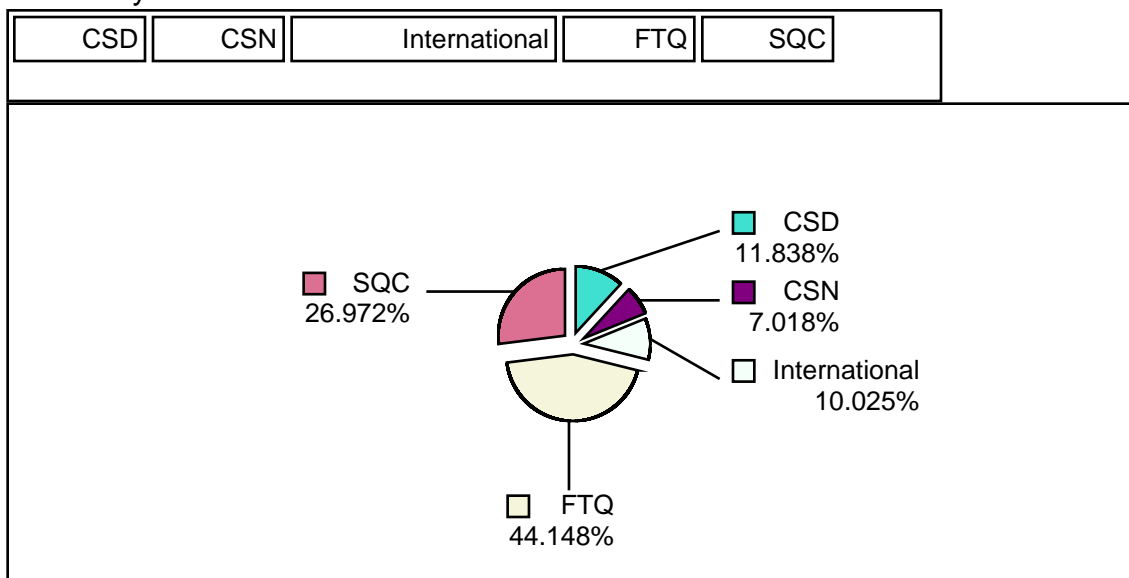 CSD CSN International FTQ SQC
CSD
11.838%
SQC
26.972%
CSN
7.018%
International
10.025%
FTQ
44.148%